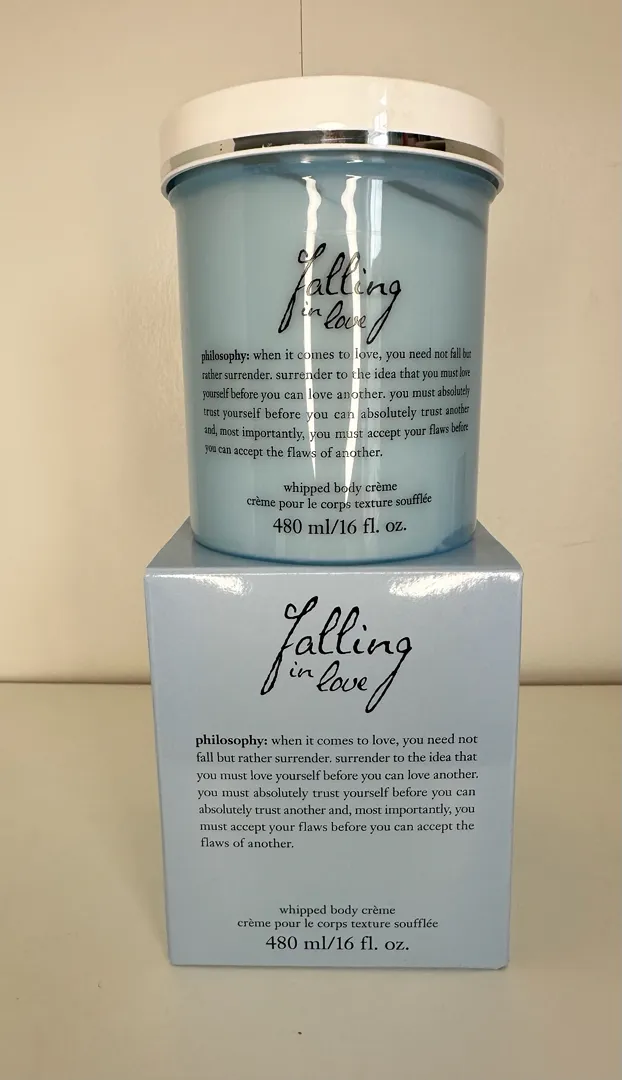 falling
in love
philosophy: when it comes to love, you need not fall but
rather surrender. surrender to the idea that you must love
yourself before you can love another. you must absolutely
trust yourself before you can absolutely trust another
and, most importantly, you must accept your flaws before
you can accept the flaws of another.
whipped body crème
crème pour le corps texture soufflée
480 ml/16 fl. oz.
falling
in love
philosophy: when it comes to love, you need not
fall but rather surrender. surrender to the idea that
you must love yourself before you can love another.
you must absolutely trust yourself before you can
absolutely trust another and, most importantly, you
must accept your flaws before you can accept the
flaws of another.
whipped body crème
crème pour le corps texture soufflée
480 ml/16 fl. oz.